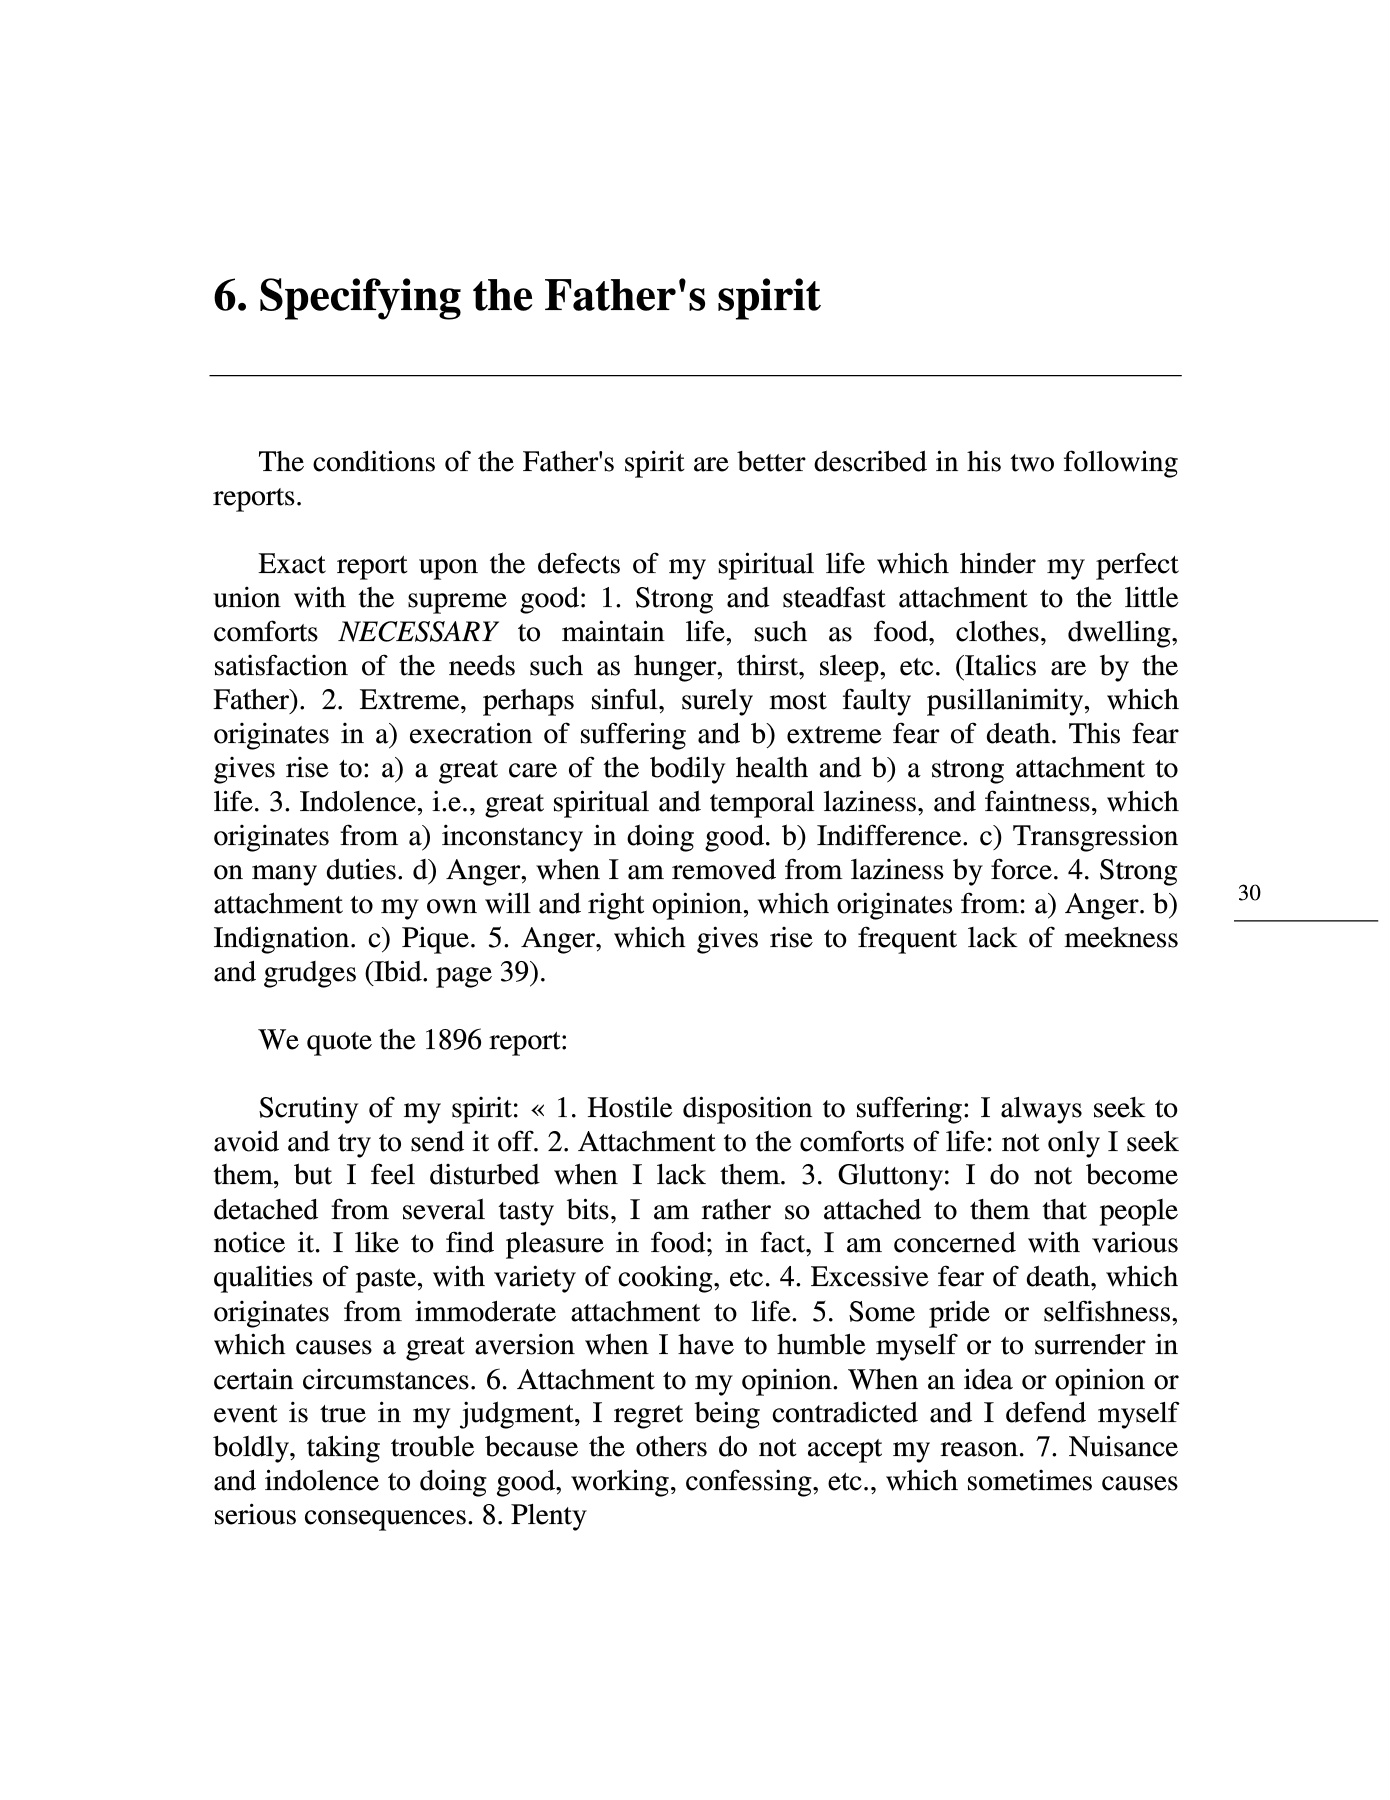 6. Specifying the Father's spirit
The conditions of the Father's spirit are better described in his two following
reports.
Exact report upon the defects of my spiritual life which hinder my perfect
union with the supreme good: 1. Strong and steadfast attachment to the little
comforts NECESSARY to maintain life, such as food, clothes, dwelling,
satisfaction of the needs such as hunger, thirst, sleep, etc. (Italics are by the
Father). 2. Extreme, perhaps sinful, surely most faulty pusillanimity, which
originates in a) execration of suffering and b) extreme fear of death. This fear
gives rise to: a) a great care of the bodily health and b) a strong attachment to
life. 3. Indolence, i.e., great spiritual and temporal laziness, and faintness, which
originates from a) inconstancy in doing good. b) Indifference. c) Transgression
on many duties. d) Anger, when I am removed from laziness by force. 4. Strong
attachment to my own will and right opinion, which originates from: a) Anger. b)
Indignation. c) Pique. 5. Anger, which gives rise to frequent lack of meekness
and grudges (Ibid. page 39).
30
We quote the 1896 report:
Scrutiny of my spirit: « 1. Hostile disposition to suffering: I always seek to
avoid and try to send it off. 2. Attachment to the comforts of life: not only I seek
them, but I feel disturbed when I lack them. 3. Gluttony: I do not become
detached from several tasty bits, I am rather so attached to them that people
notice it. I like to find pleasure in food; in fact, I am concerned with various
qualities of paste, with variety of cooking, etc. 4. Excessive fear of death, which
originates from immoderate attachment to life. 5. Some pride or selfishness,
which causes a great aversion when I have to humble myself or to surrender in
certain circumstances. 6. Attachment to my opinion. When an idea or opinion or
event is true in my judgment, I regret being contradicted and I defend myself
boldly, taking trouble because the others do not accept my reason. 7. Nuisance
and indolence to doing good, working, confessing, etc., which sometimes causes
serious consequences. 8. Plenty